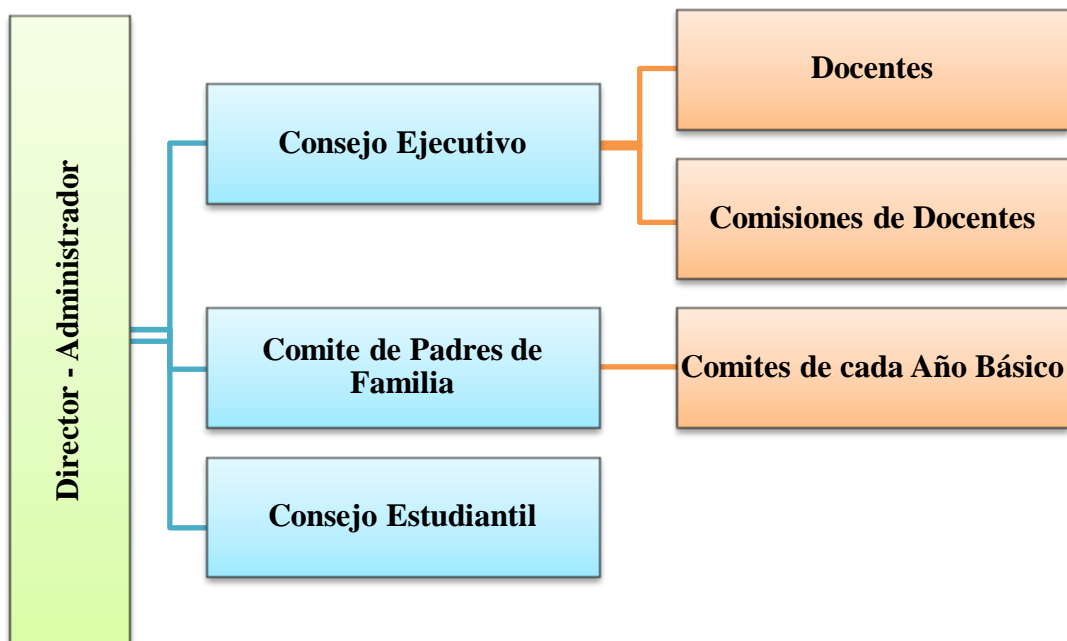 Director - Administrador
Consejo Ejecutivo
Docentes
Comisiones de Docentes
Comite de Padres de
Familia
Comites de cada Año Básico
Consejo Estudiantil